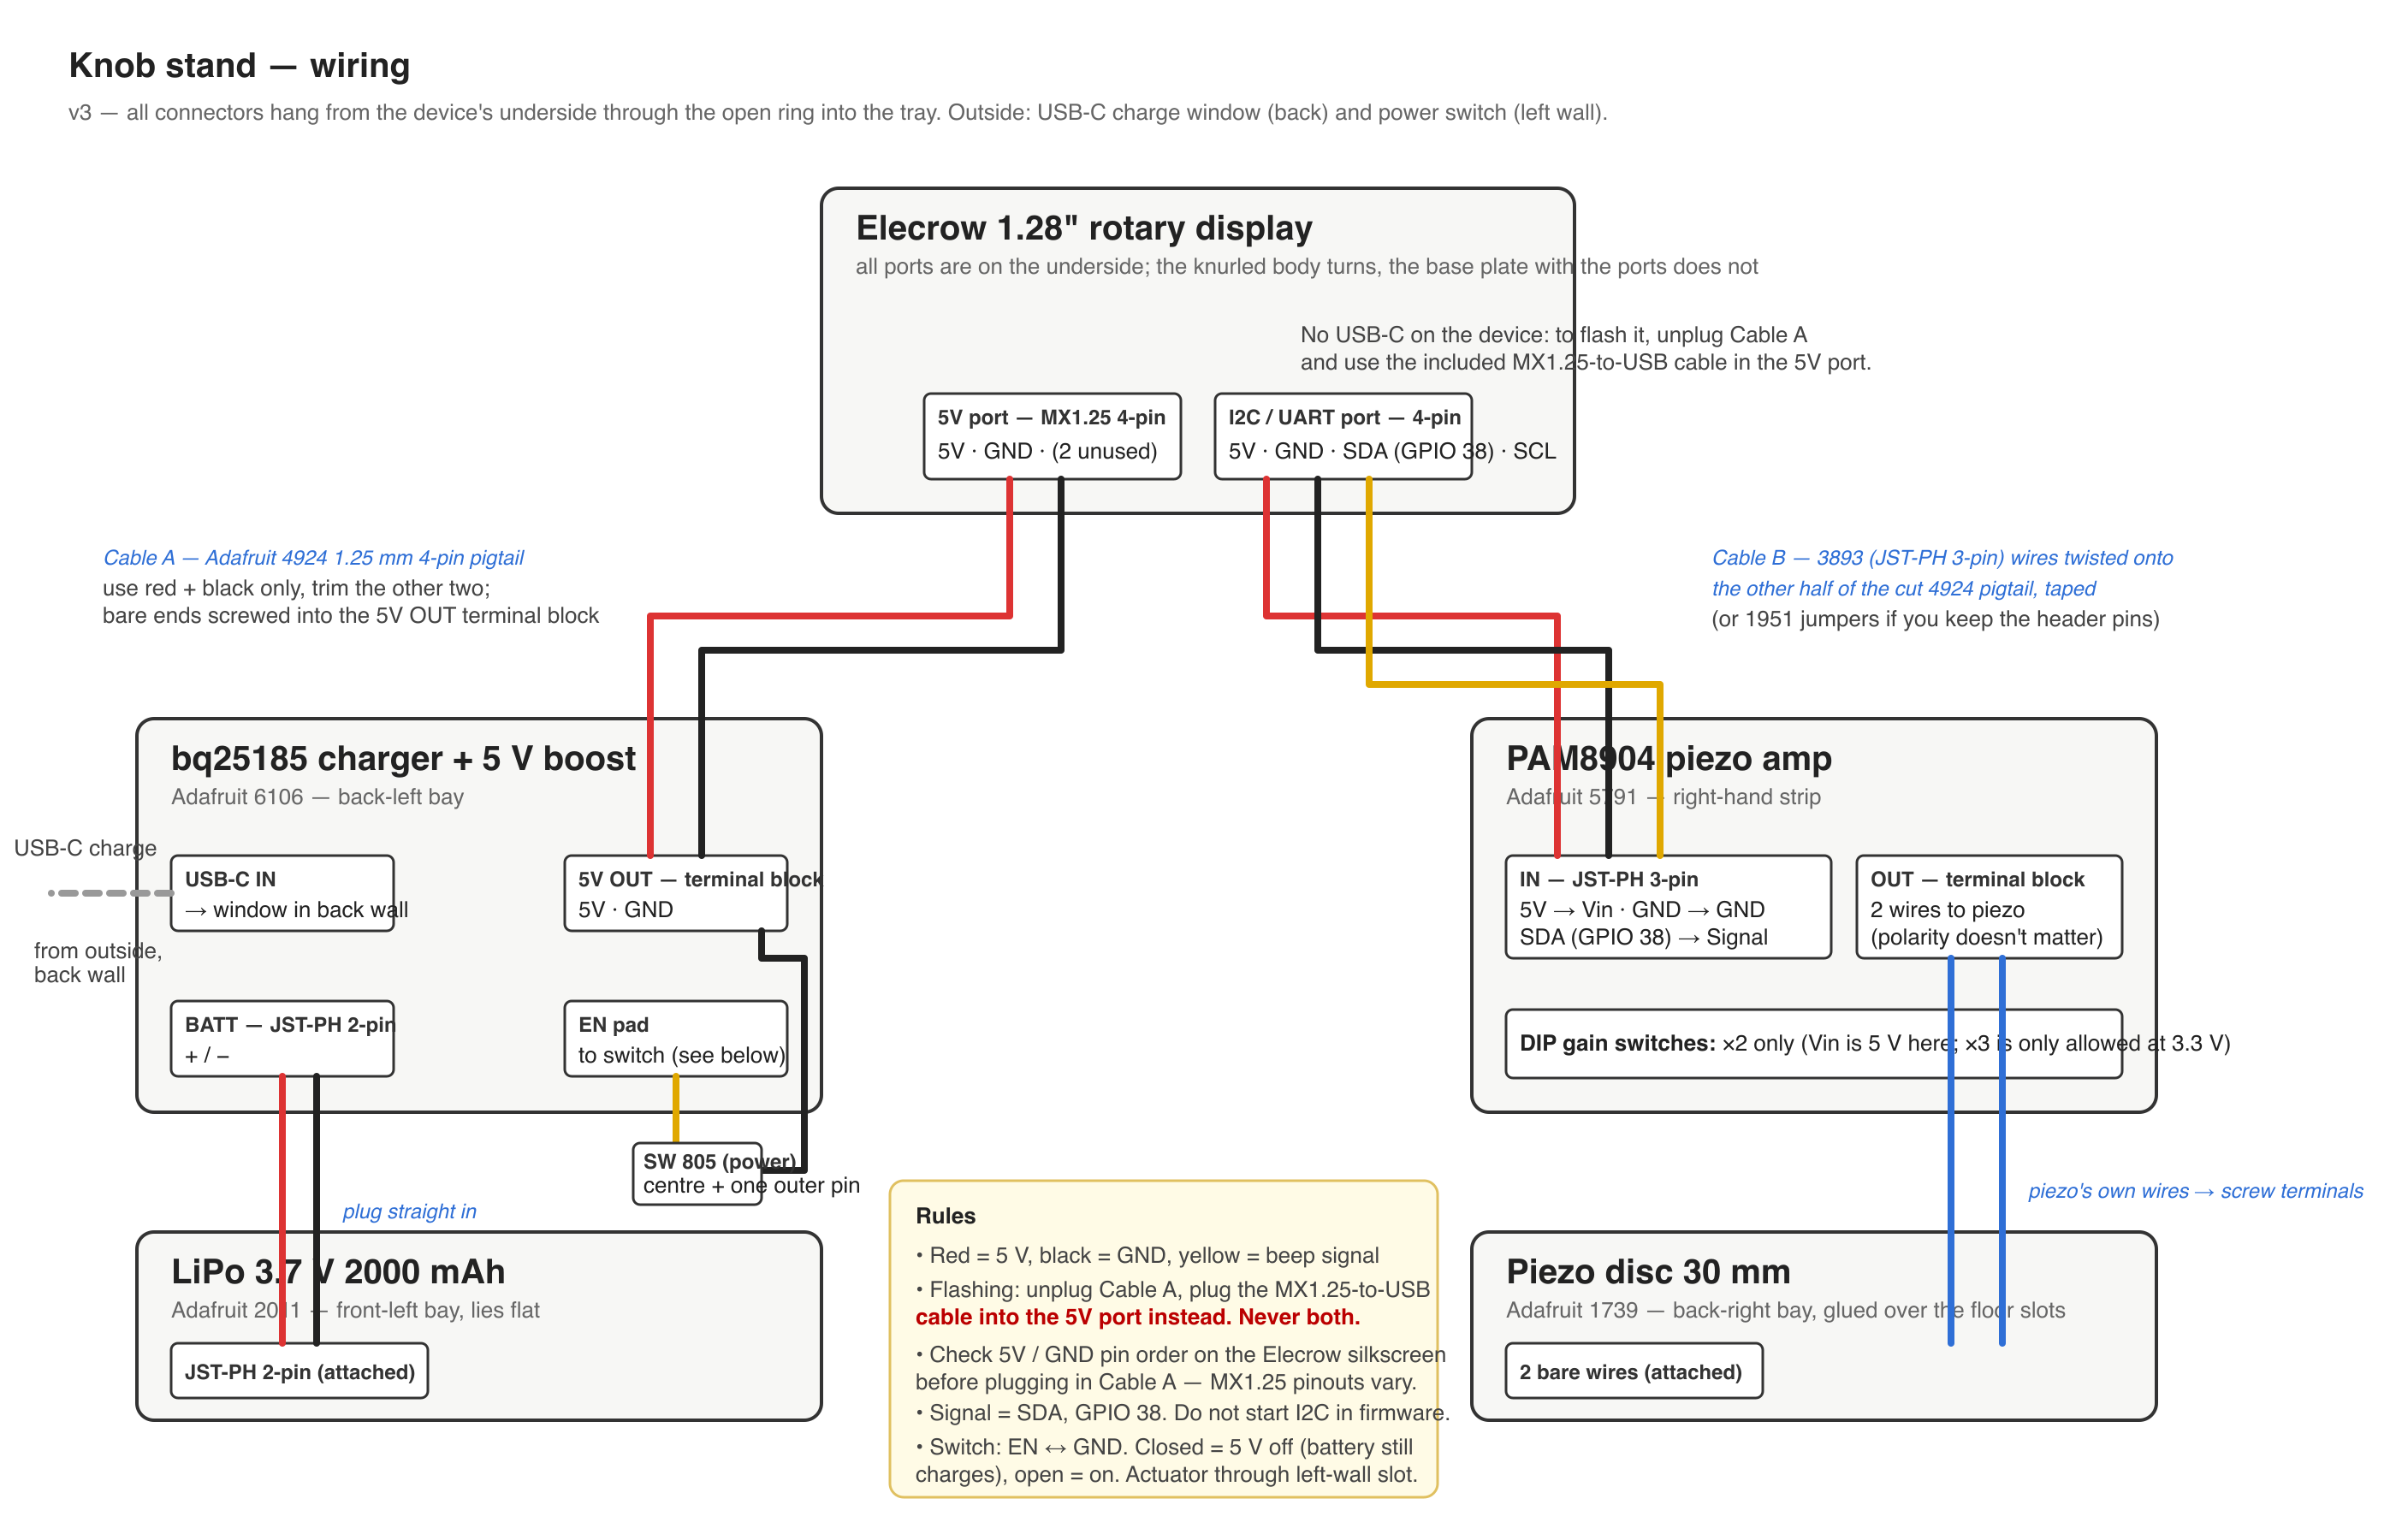 Knob stand — wiring
v3 — all connectors hang from the device's underside through the open ring into the tray. Outside: USB-C charge window (back) and power switch (left wall).
Elecrow 1.28" rotary display
all ports are on the underside; the knurled body turns, the base plate with the ports does not
No USB-C on the device: to flash it, unplug Cable A
and use the included MX1.25-to-USB cable in the 5V port.
5V port — MX1.25 4-pin
5V · GND · (2 unused)
I2C / UART port — 4-pin
5V · GND · SDA (GPIO 38) · SCL
Cable A — Adafruit 4924 1.25 mm 4-pin pigtail
use red + black only, trim the other two;
bare ends screwed into the 5V OUT terminal block
Cable B — 3893 (JST-PH 3-pin) wires twisted onto
the other half of the cut 4924 pigtail, taped
(or 1951 jumpers if you keep the header pins)
bq25185 charger + 5 V boost
Adafruit 6106 — back-left bay
USB-C charge
from outside,
back wall
USB-C IN
→ window in back wall
5V OUT — terminal block
5V · GND
BATT — JST-PH 2-pin
+ / –
EN pad
to switch (see below)
SW 805 (power)
centre + one outer pin
plug straight in
LiPo 3.7 V 2000 mAh
Adafruit 2011 — front-left bay, lies flat
JST-PH 2-pin (attached)
PAM8904 piezo amp
Adafruit 5791 — right-hand strip
IN — JST-PH 3-pin
5V → Vin · GND → GND
SDA (GPIO 38) → Signal
OUT — terminal block
2 wires to piezo
(polarity doesn't matter)
DIP gain switches: ×2 only (Vin is 5 V here; ×3 is only allowed at 3.3 V)
piezo's own wires → screw terminals
Piezo disc 30 mm
Adafruit 1739 — back-right bay, glued over the floor slots
2 bare wires (attached)
Rules
• Red = 5 V, black = GND, yellow = beep signal
• Flashing: unplug Cable A, plug the MX1.25-to-USB
cable into the 5V port instead. Never both.
• Check 5V / GND pin order on the Elecrow silkscreen
before plugging in Cable A — MX1.25 pinouts vary.
• Signal = SDA, GPIO 38. Do not start I2C in firmware.
• Switch: EN ↔ GND. Closed = 5 V off (battery still
charges), open = on. Actuator through left-wall slot.